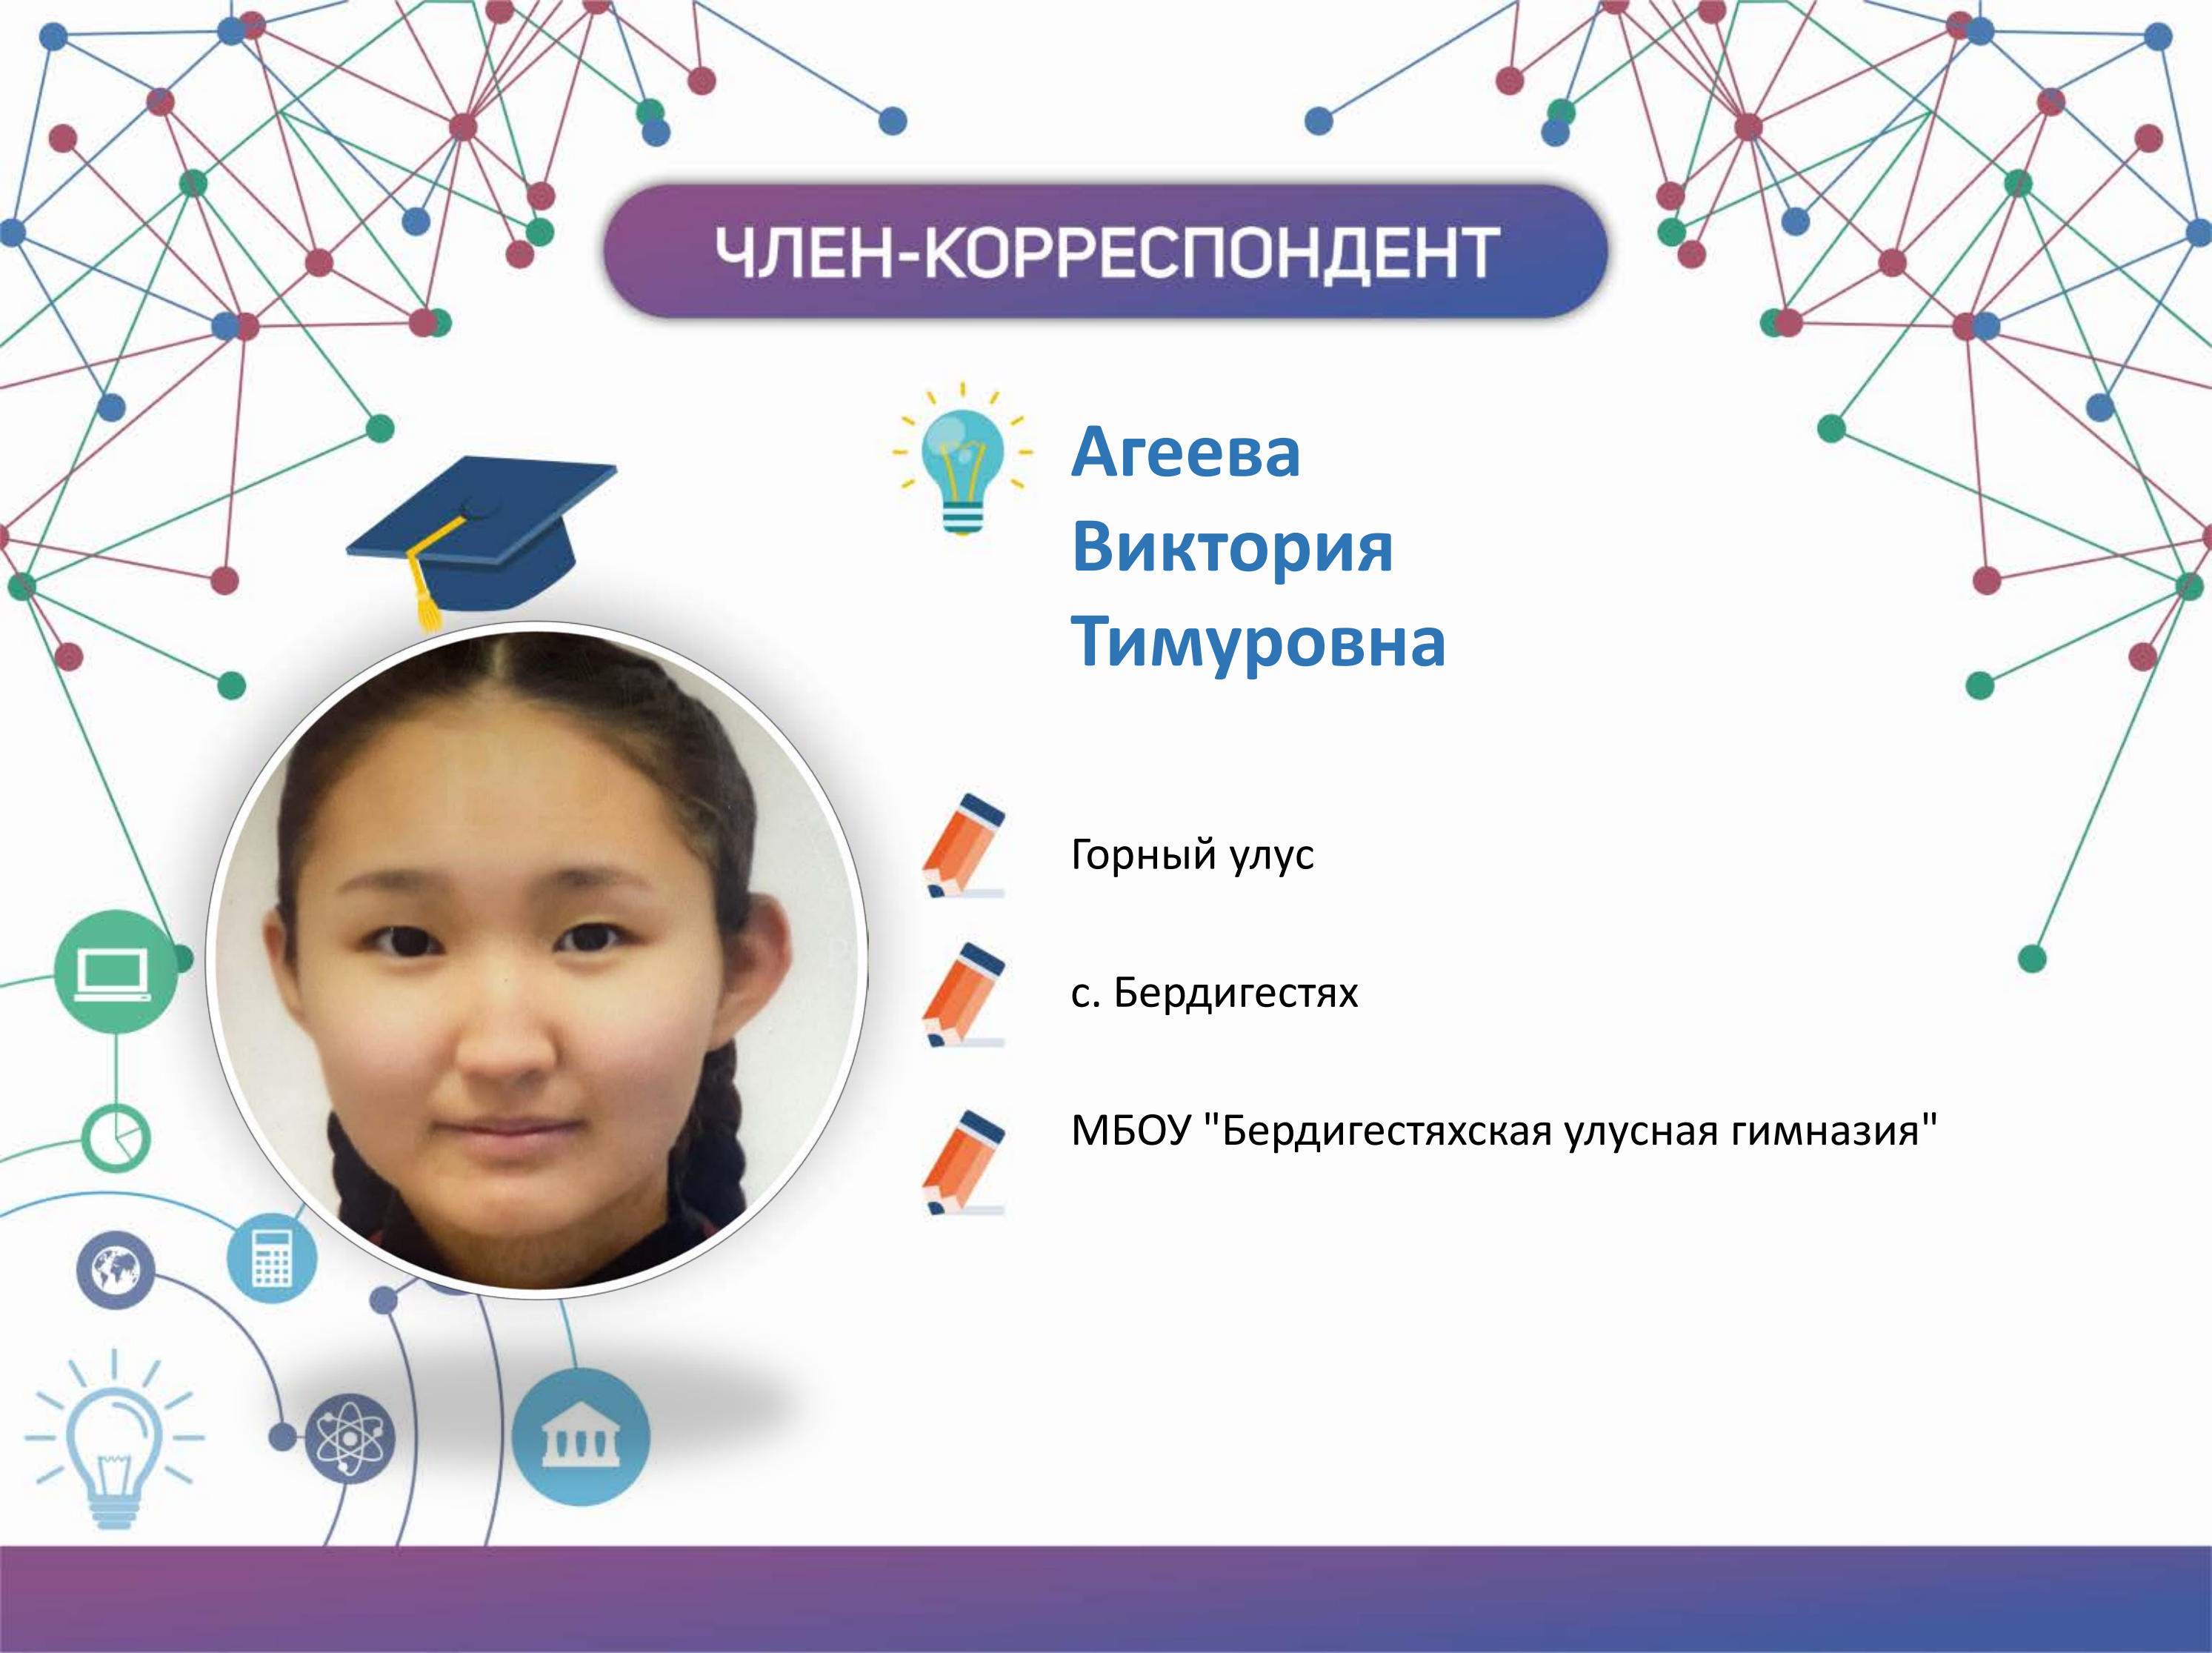 ЧЛЕН-КОРРЕСПОНДЕНТ
Агеева
Виктория
Тимуровна
Горный улус
с. Бердигестях
МБОУ "Бердигестяхская улусная гимназия"